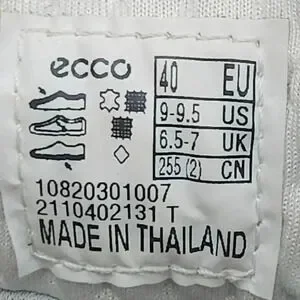 ecco
40 EU
9-9.5 US
6.5-7 UK
255 (2) CN
10820301007
2110402131 T
MADE IN THAILAND